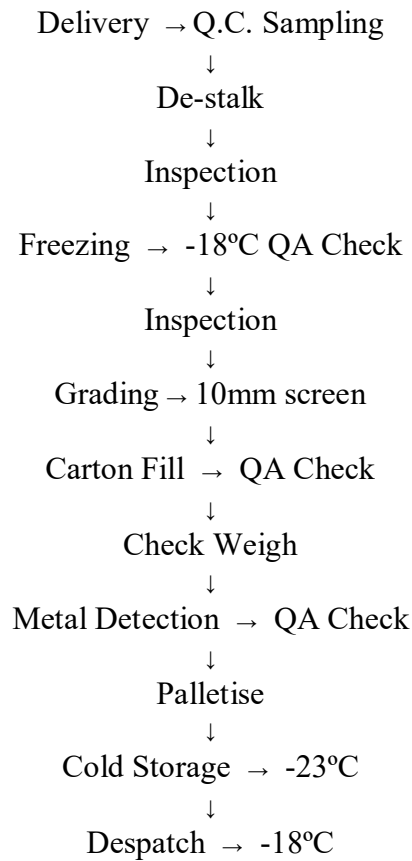 Delivery → Q.C. Sampling
↓
De-stalk
↓
Inspection
↓
Freezing → -18ºC QA Check
↓
Inspection
↓
Grading → 10mm screen
↓
Carton Fill → QA Check
↓
Check Weigh
↓
Metal Detection → QA Check
↓
Palletise
↓
Cold Storage → -23ºC
↓
Despatch → -18ºC